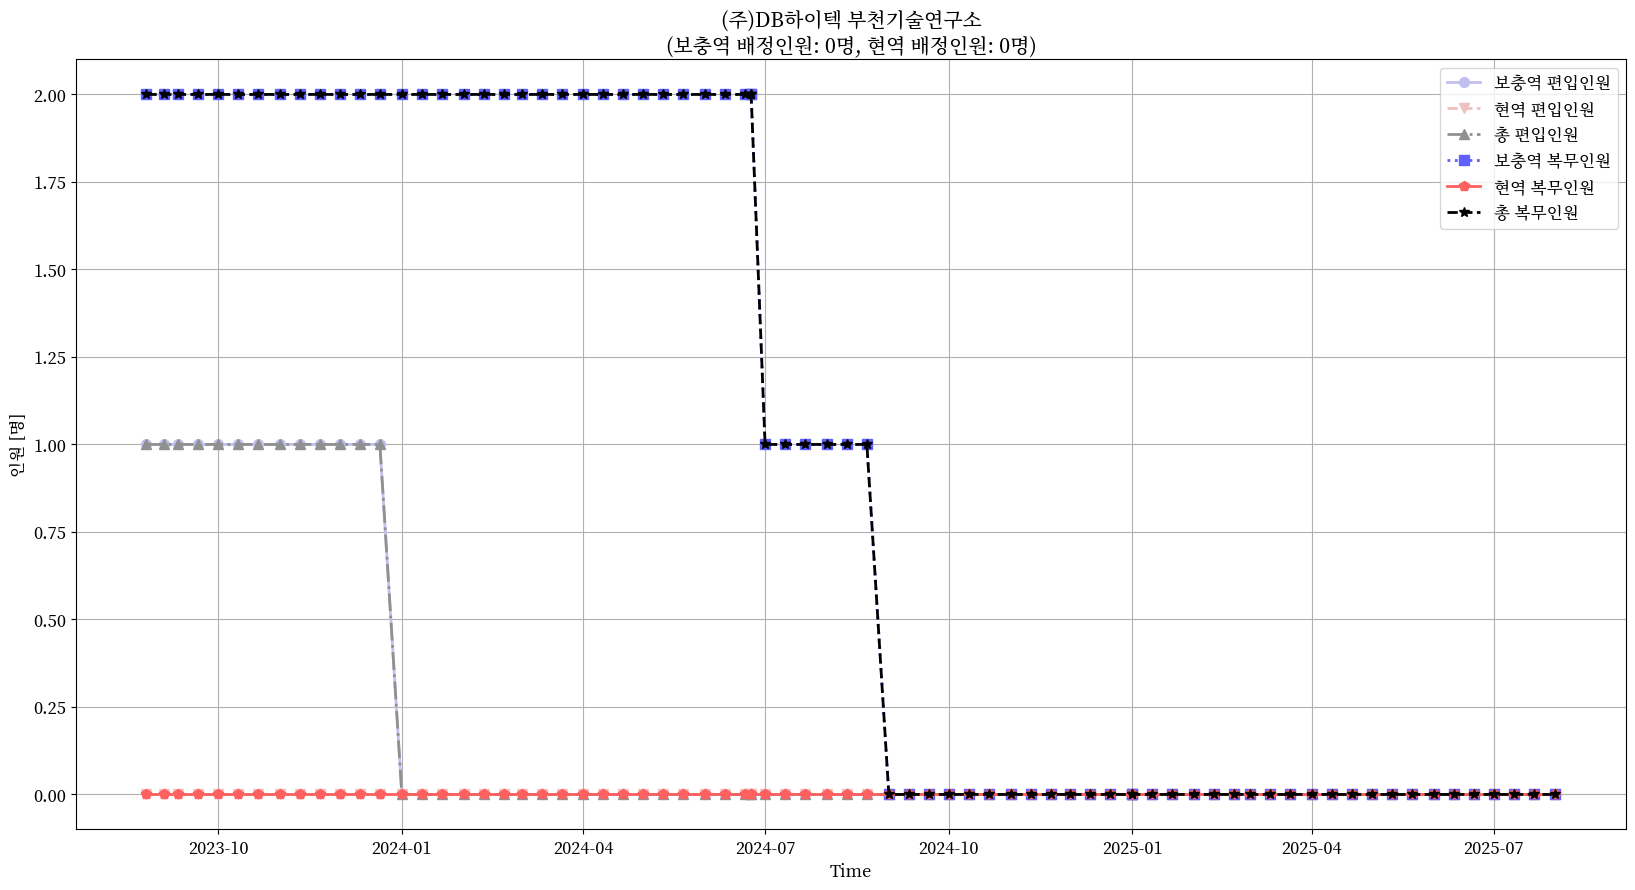 (주)DB하이텍 부천기술연구소
(보충역 배정인원: 0명, 현역 배정인원: 0명)
보충역 편입인원
현역 편입인원
총 편입인원
보충역 복무인원
현역 복무인원
총 복무인원
인원 [명]
2.00
1.75
1.50
1.25
1.00
0.75
0.50
0.25
0.00
2023-10
2024-01
2024-04
2024-07
2024-10
2025-01
2025-04
2025-07
Time